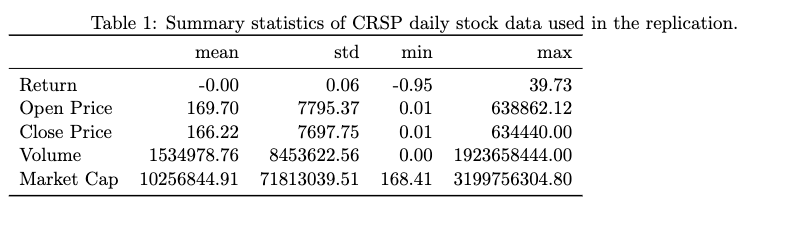 Table 1: Summary statistics of CRSP daily stock data used in the replication.
mean std min max
Return -0.00 0.06 -0.95 39.73
Open Price 169.70 7795.37 0.01 638862.12
Close Price 166.22 7697.75 0.01 634440.00
Volume 1534978.76 8453622.56 0.00 1923658444.00
Market Cap 10256844.91 71813039.51 168.41 3199756304.80